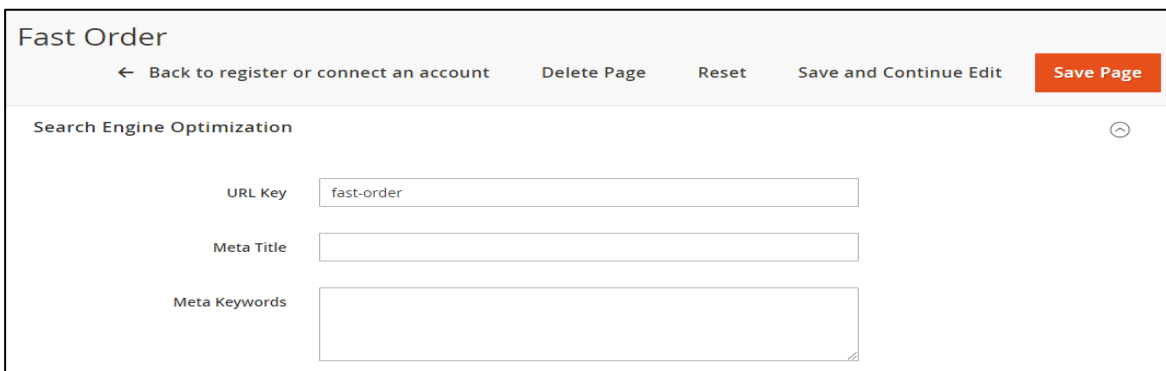 Fast Order
← Back to register or connect an account Delete Page Reset Save and Continue Edit Save Page
Search Engine Optimization
URL Key fast-order
Meta Title
Meta Keywords